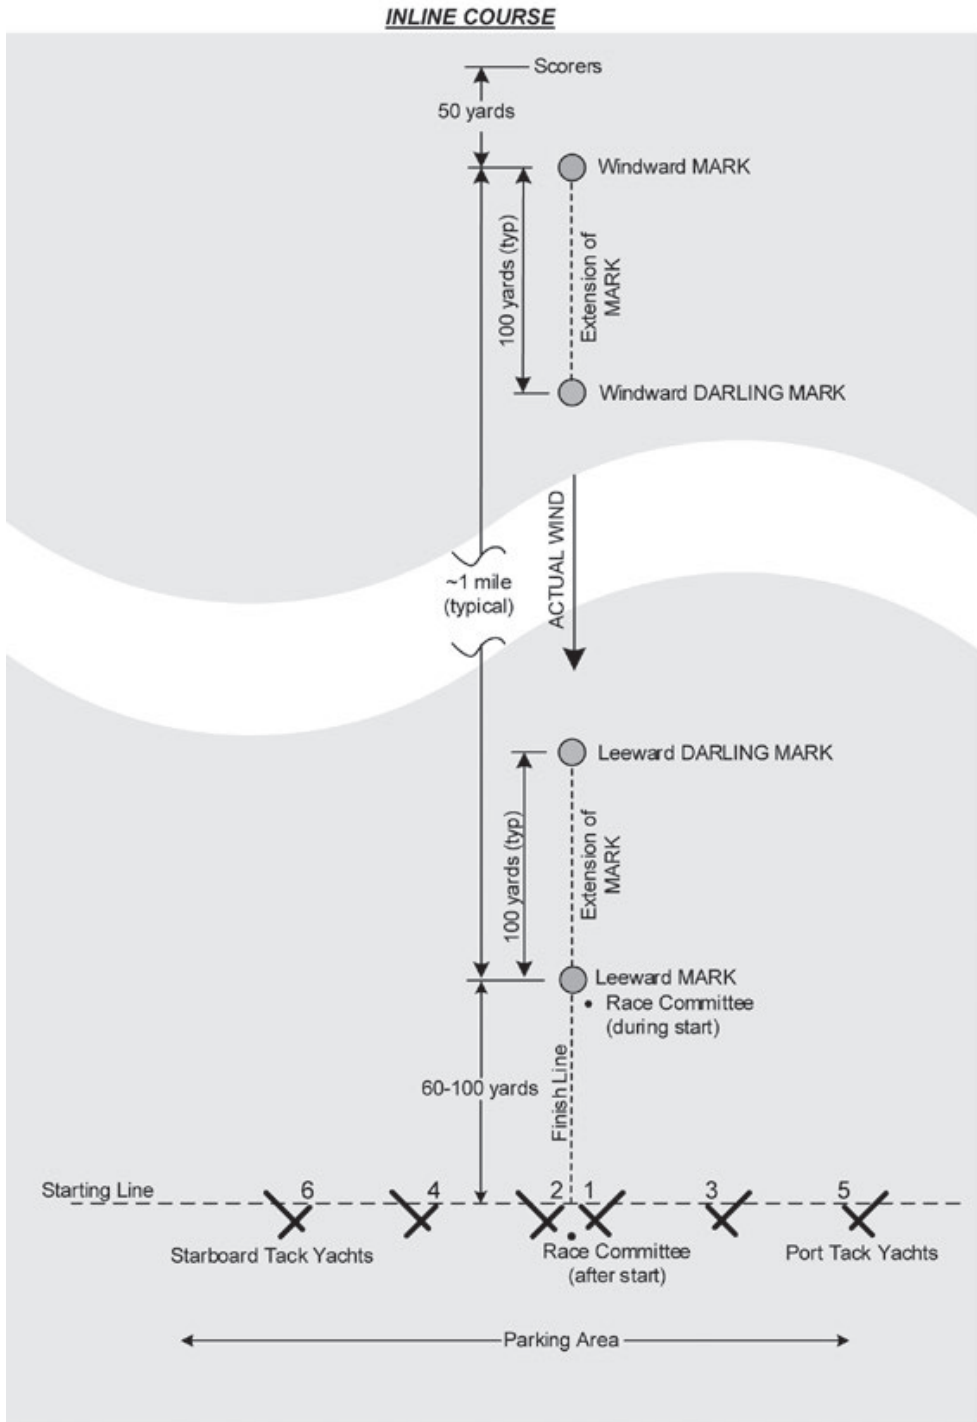 INLINE COURSE
Scorers
50 yards
Windward MARK
100 yards (typ)
Extension of
MARK
Windward DARLING MARK
ACTUAL WIND
~1 mile
(typical)
Leeward DARLING MARK
100 yards (typ)
Extension of
MARK
Leeward MARK
Race Committee
(during start)
60-100 yards
Finish Line
Starting Line
6
4
2
1
3
5
Starboard Tack Yachts
Race Committee
(after start)
Port Tack Yachts
Parking Area